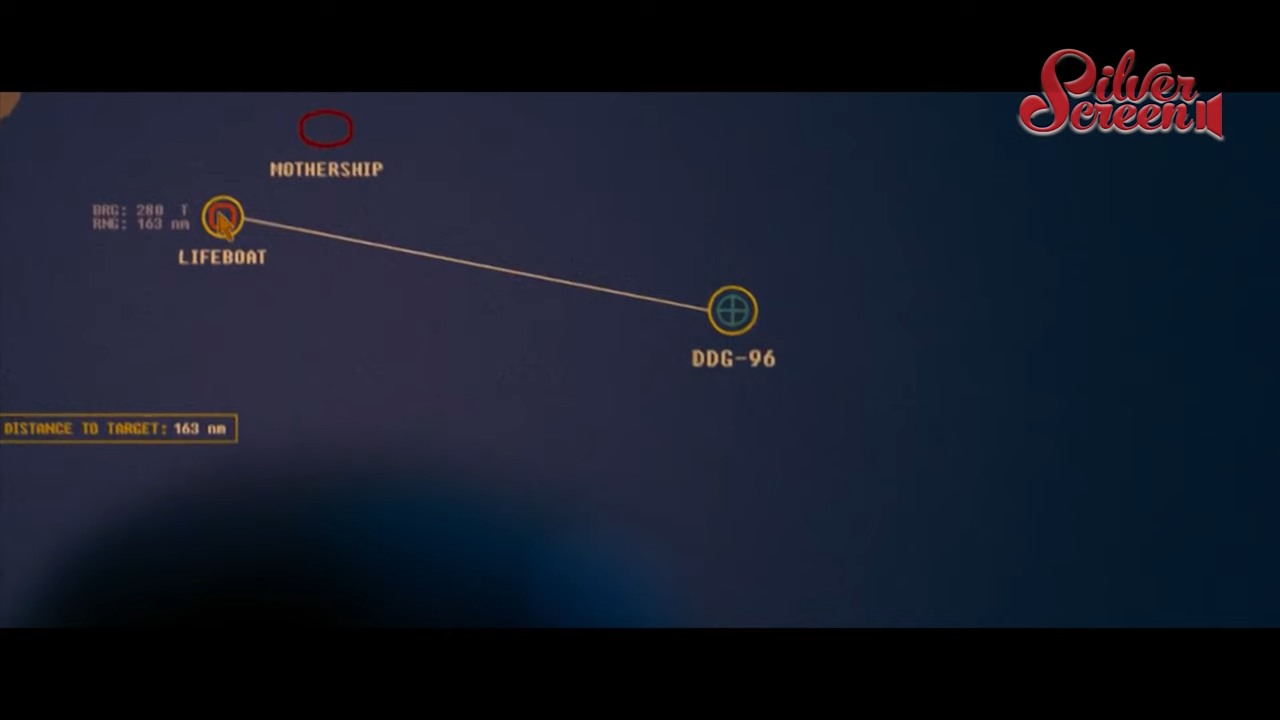 Silver
Screen
MOTHERSHIP
BRG: 280 T
RNG: 163 nm
LIFEBOAT
DDG-96
DISTANCE TO TARGET: 163 nm